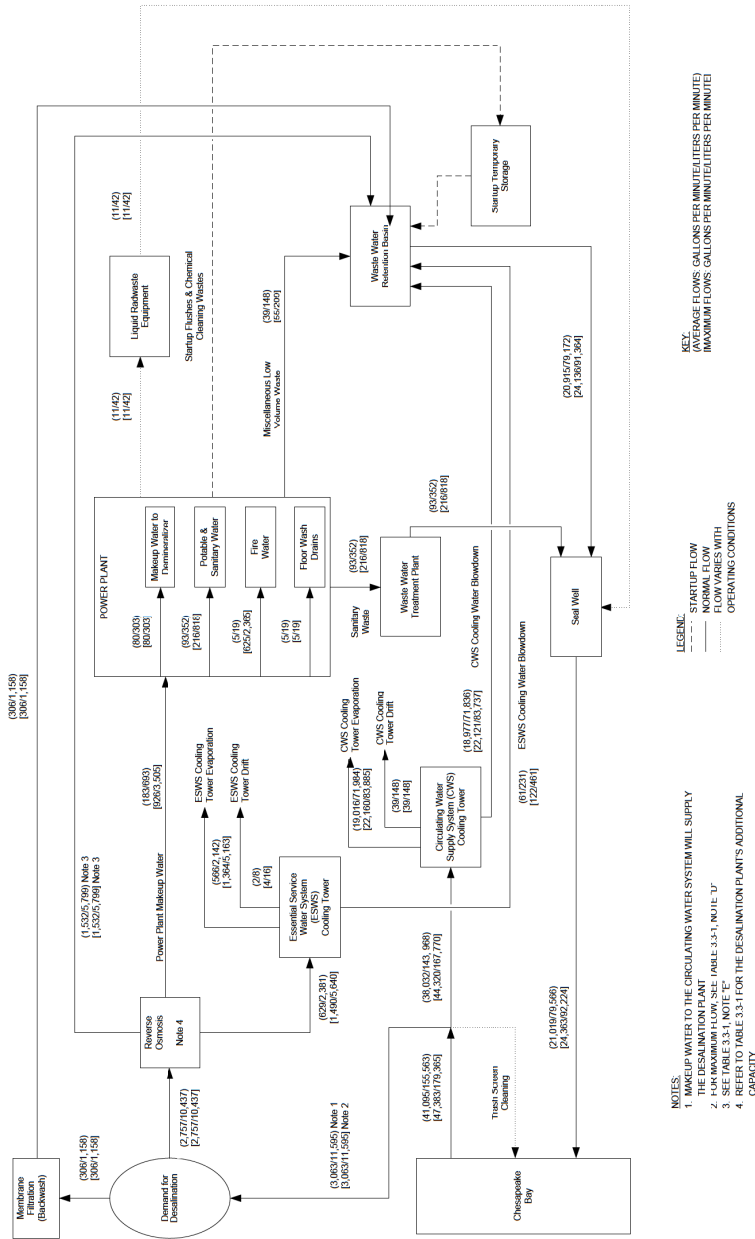 Membrane
Filtration
(Backwash)
(306/1,158)
[306/1,158]
Demand for
Desalination
(2,757/10,437)
[2,757/10,437]
Reverse
Osmosis
Note 4
(306/1,158)
[306/1,158]
(1,532/5,799) Note 3
[1,532/5,799] Note 3
Power Plant Makeup Water
(183/693)
[926/3,505]
POWER PLANT
(80/303)
[80/303]
Makeup Water to
Demineralizer
(93/352)
[216/818]
Potable &
Sanitary Water
(5/19)
[625/2,365]
Fire
Water
(5/19)
[5/19]
Floor Wash
Drains
(11/42)
[11/42]
Liquid Radwaste
Equipment
(11/42)
[11/42]
Startup Flushes & Chemical
Cleaning Wastes
Miscellaneous Low
Volume Waste
(39/148)
[55/200]
Waste Water
Retention Basin
Startup Temporary
Storage
(629/2,381)
[1,490/5,640]
Essential Service
Water System
(ESWS)
Cooling Tower
(566/2,142)
[1,364/5,163]
ESWS Cooling
Tower Evaporation
(2/8)
[4/16]
ESWS Cooling
Tower Drift
Sanitary
Waste
(93/352)
[216/818]
Waste Water
Treatment Plant
(93/352)
[216/818]
(3,063/11,595) Note 1
[3,063/11,595] Note 2
(41,095/155,563)
[47,383/179,365]
(38,032/143, 968)
[44,320/167,770]
Circulating Water
Supply System (CWS)
Cooling Tower
(19,016/71,984)
[22,160/83,885]
CWS Cooling
Tower Evaporation
(39/148)
[39/148]
CWS Cooling
Tower Drift
(18,977/71,836)
[22,121/83,737]
CWS Cooling Water Blowdown
(61/231)
[122/461]
ESWS Cooling Water Blowdown
Trash Screen
Cleaning
Chesapeake
Bay
(21,019/79,566)
[24,363/92,224]
Seal Well
(20,915/79,172)
[24,136/91,364]
NOTES:
1. MAKEUP WATER TO THE CIRCULATING WATER SYSTEM WILL SUPPLY
THE DESALINATION PLANT
2. FOR MAXIMUM FLOW, SEE TABLE 3.3-1, NOTE "D"
3. SEE TABLE 3.3-1, NOTE "E"
4. REFER TO TABLE 3.3-1 FOR THE DESALINATION PLANT'S ADDITIONAL
CAPACITY
LEGEND:
STARTUP FLOW
NORMAL FLOW
FLOW VARIES WITH
OPERATING CONDITIONS
KEY:
(AVERAGE FLOWS: GALLONS PER MINUTE/LITERS PER MINUTE)
[MAXIMUM FLOWS: GALLONS PER MINUTE/LITERS PER MINUTE]